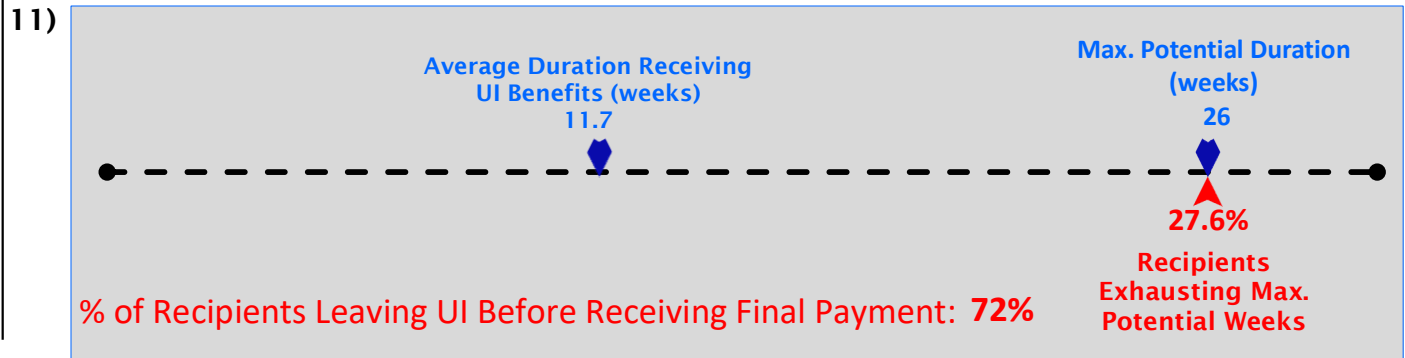 11)
Average Duration Receiving
UI Benefits (weeks)
11.7
Max. Potential Duration
(weeks)
26
27.6%
Recipients
Exhausting Max.
Potential Weeks
% of Recipients Leaving UI Before Receiving Final Payment: 72%